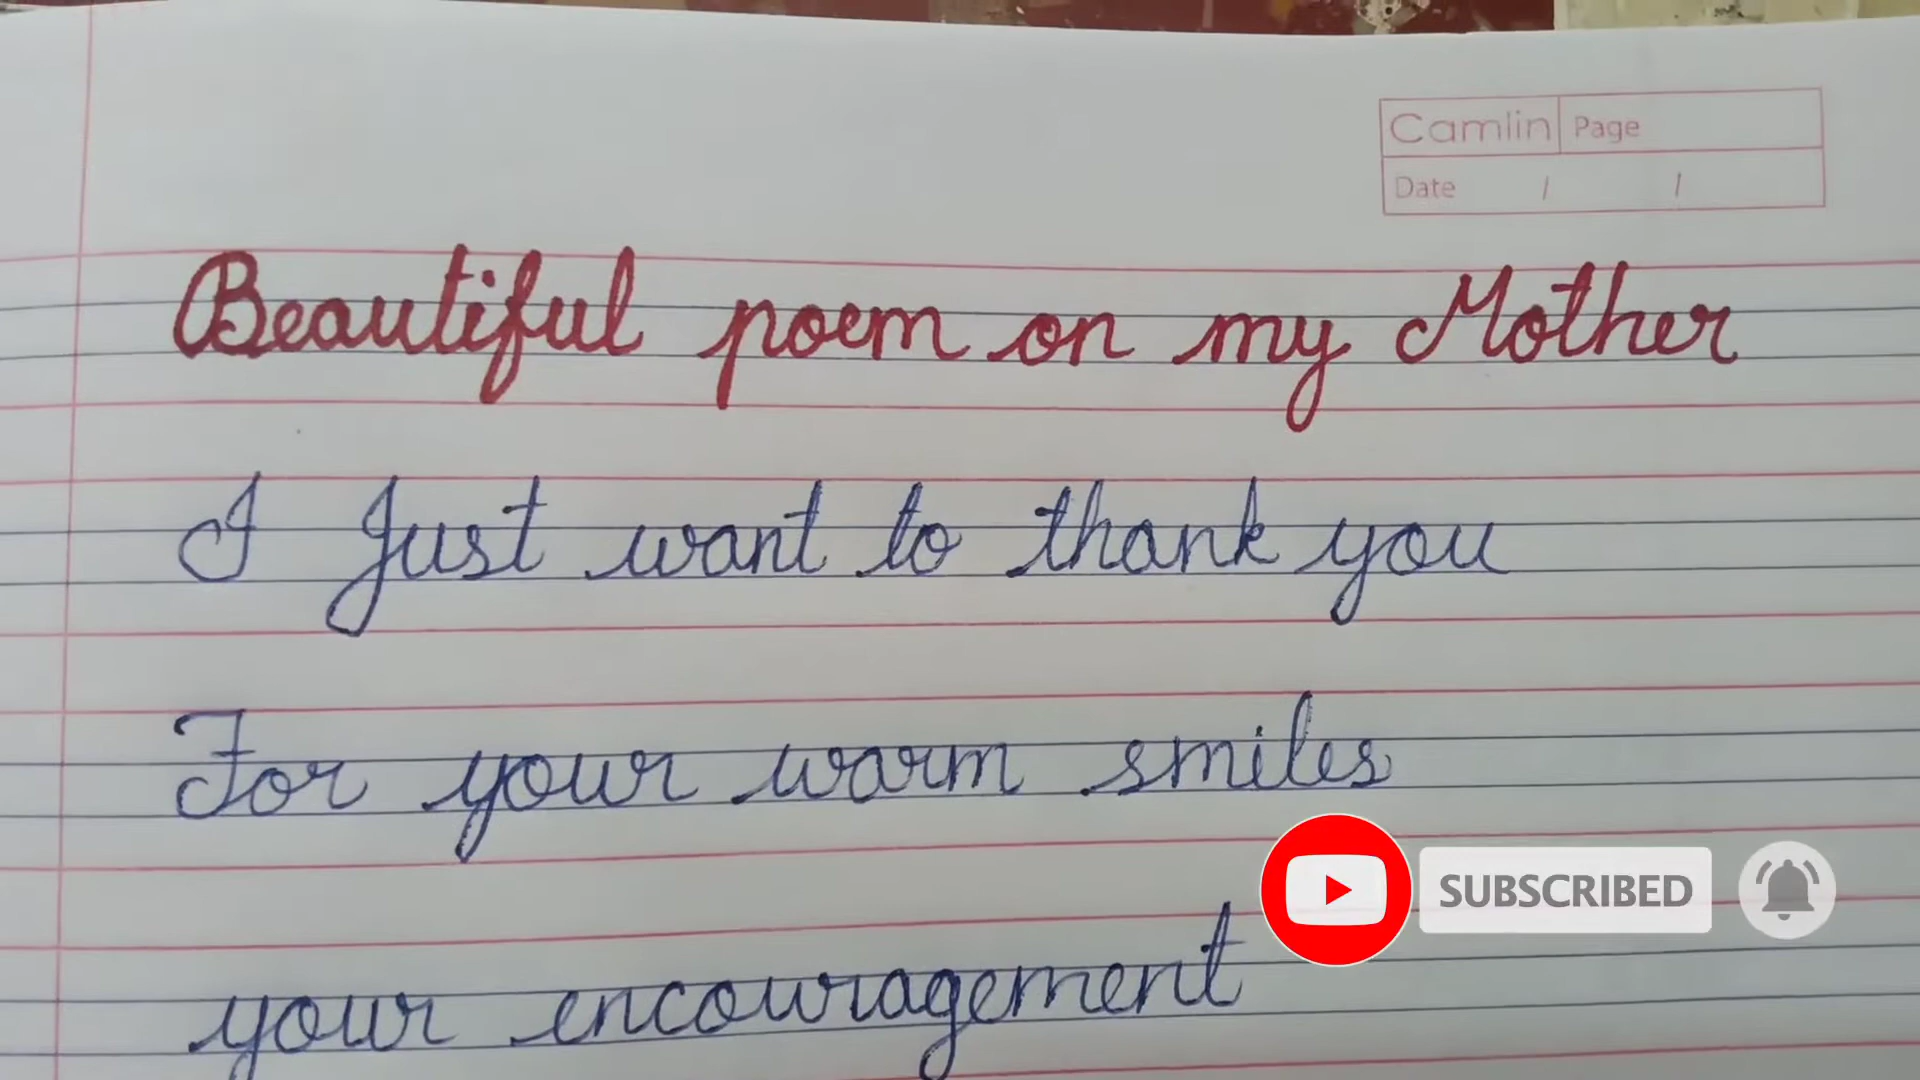 Camlin Page
Date / /
Beautiful poem on my Mother
I Just want to thank you
For your warm smiles
SUBSCRIBED
your encouragement